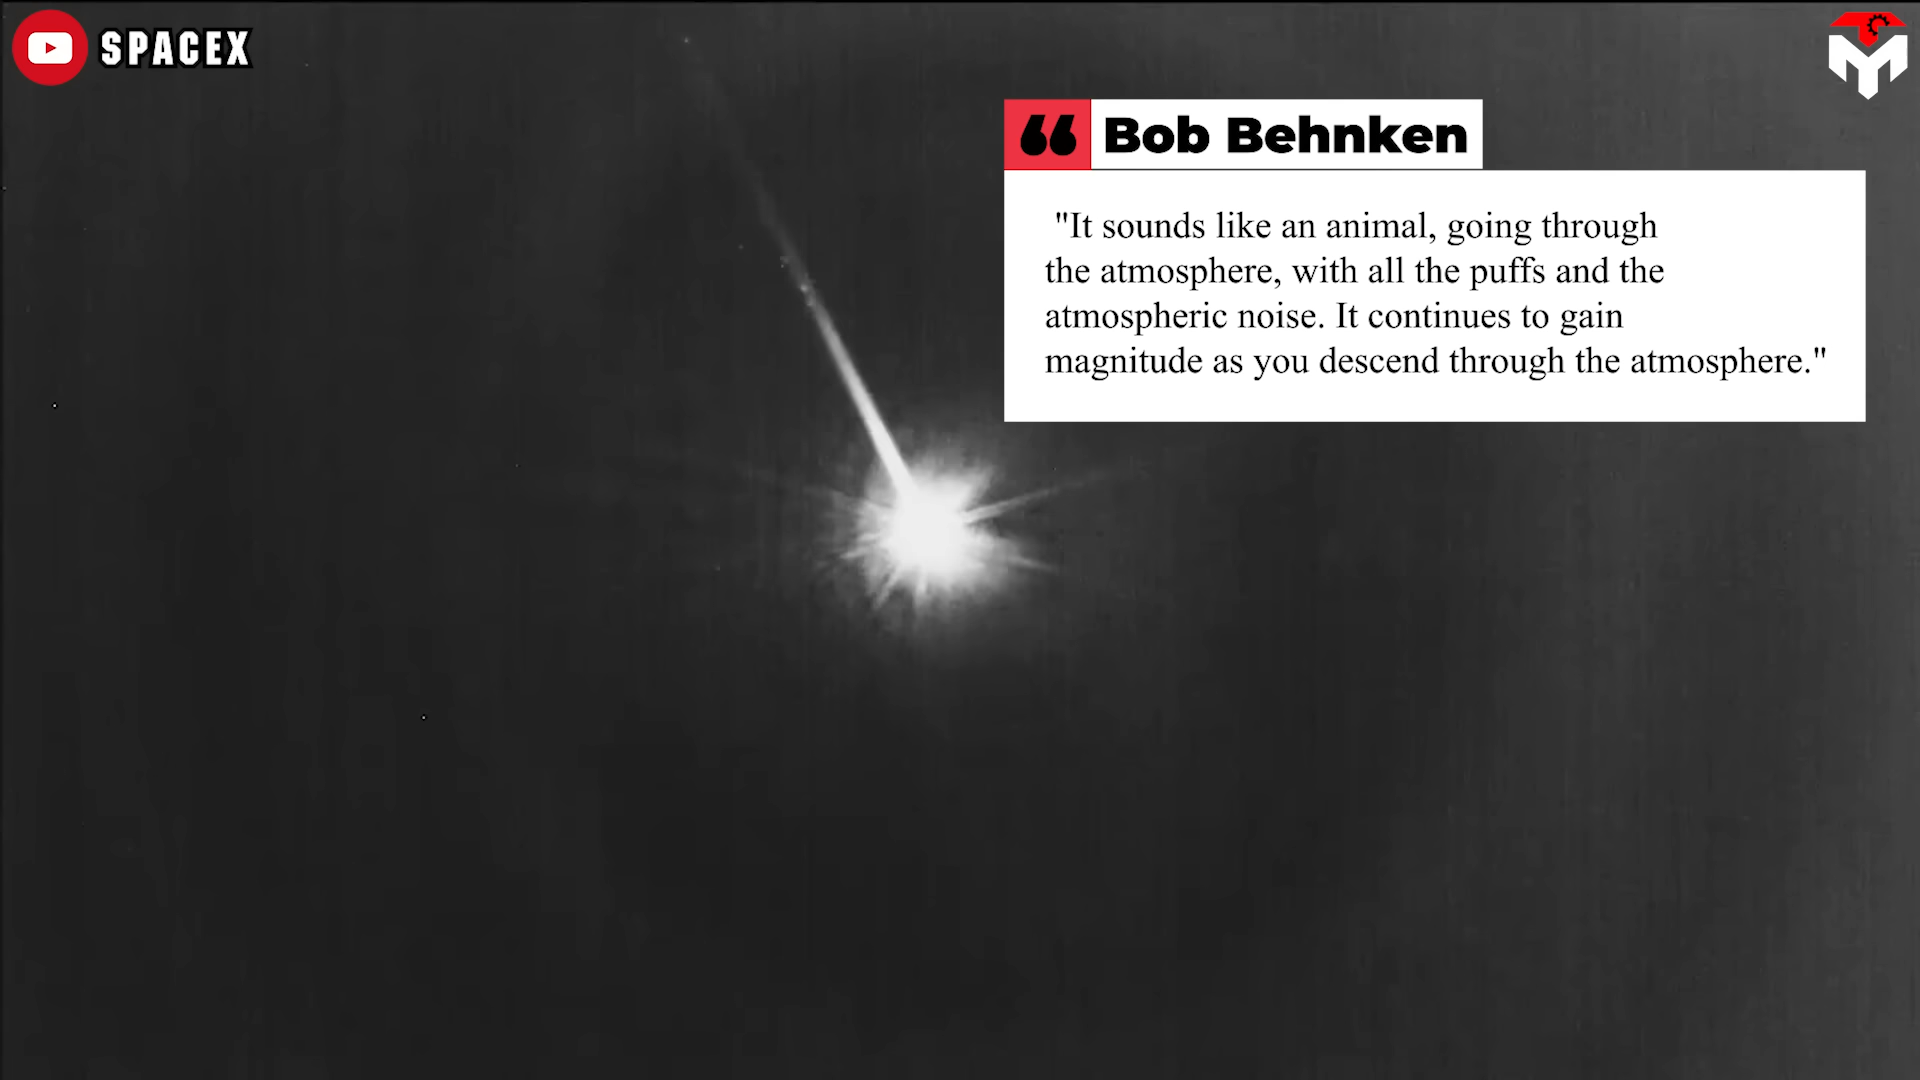 SPACEX
Bob Behnken
"It sounds like an animal, going through
the atmosphere, with all the puffs and the
atmospheric noise. It continues to gain
magnitude as you descend through the atmosphere."